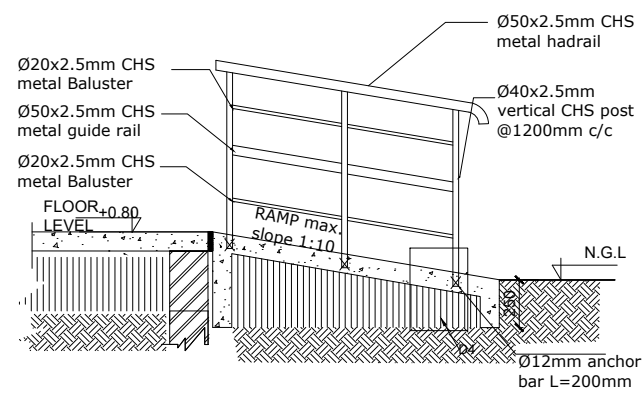 Ø50x2.5mm CHS
metal hadrail
Ø20x2.5mm CHS
metal Baluster
Ø50x2.5mm CHS
metal guide rail
Ø20x2.5mm CHS
metal Baluster
Ø40x2.5mm
vertical CHS post
@1200mm c/c
FLOOR
LEVEL
+0.80
RAMP max.
slope 1:10
N.G.L
260
D4
Ø12mm anchor
bar L=200mm